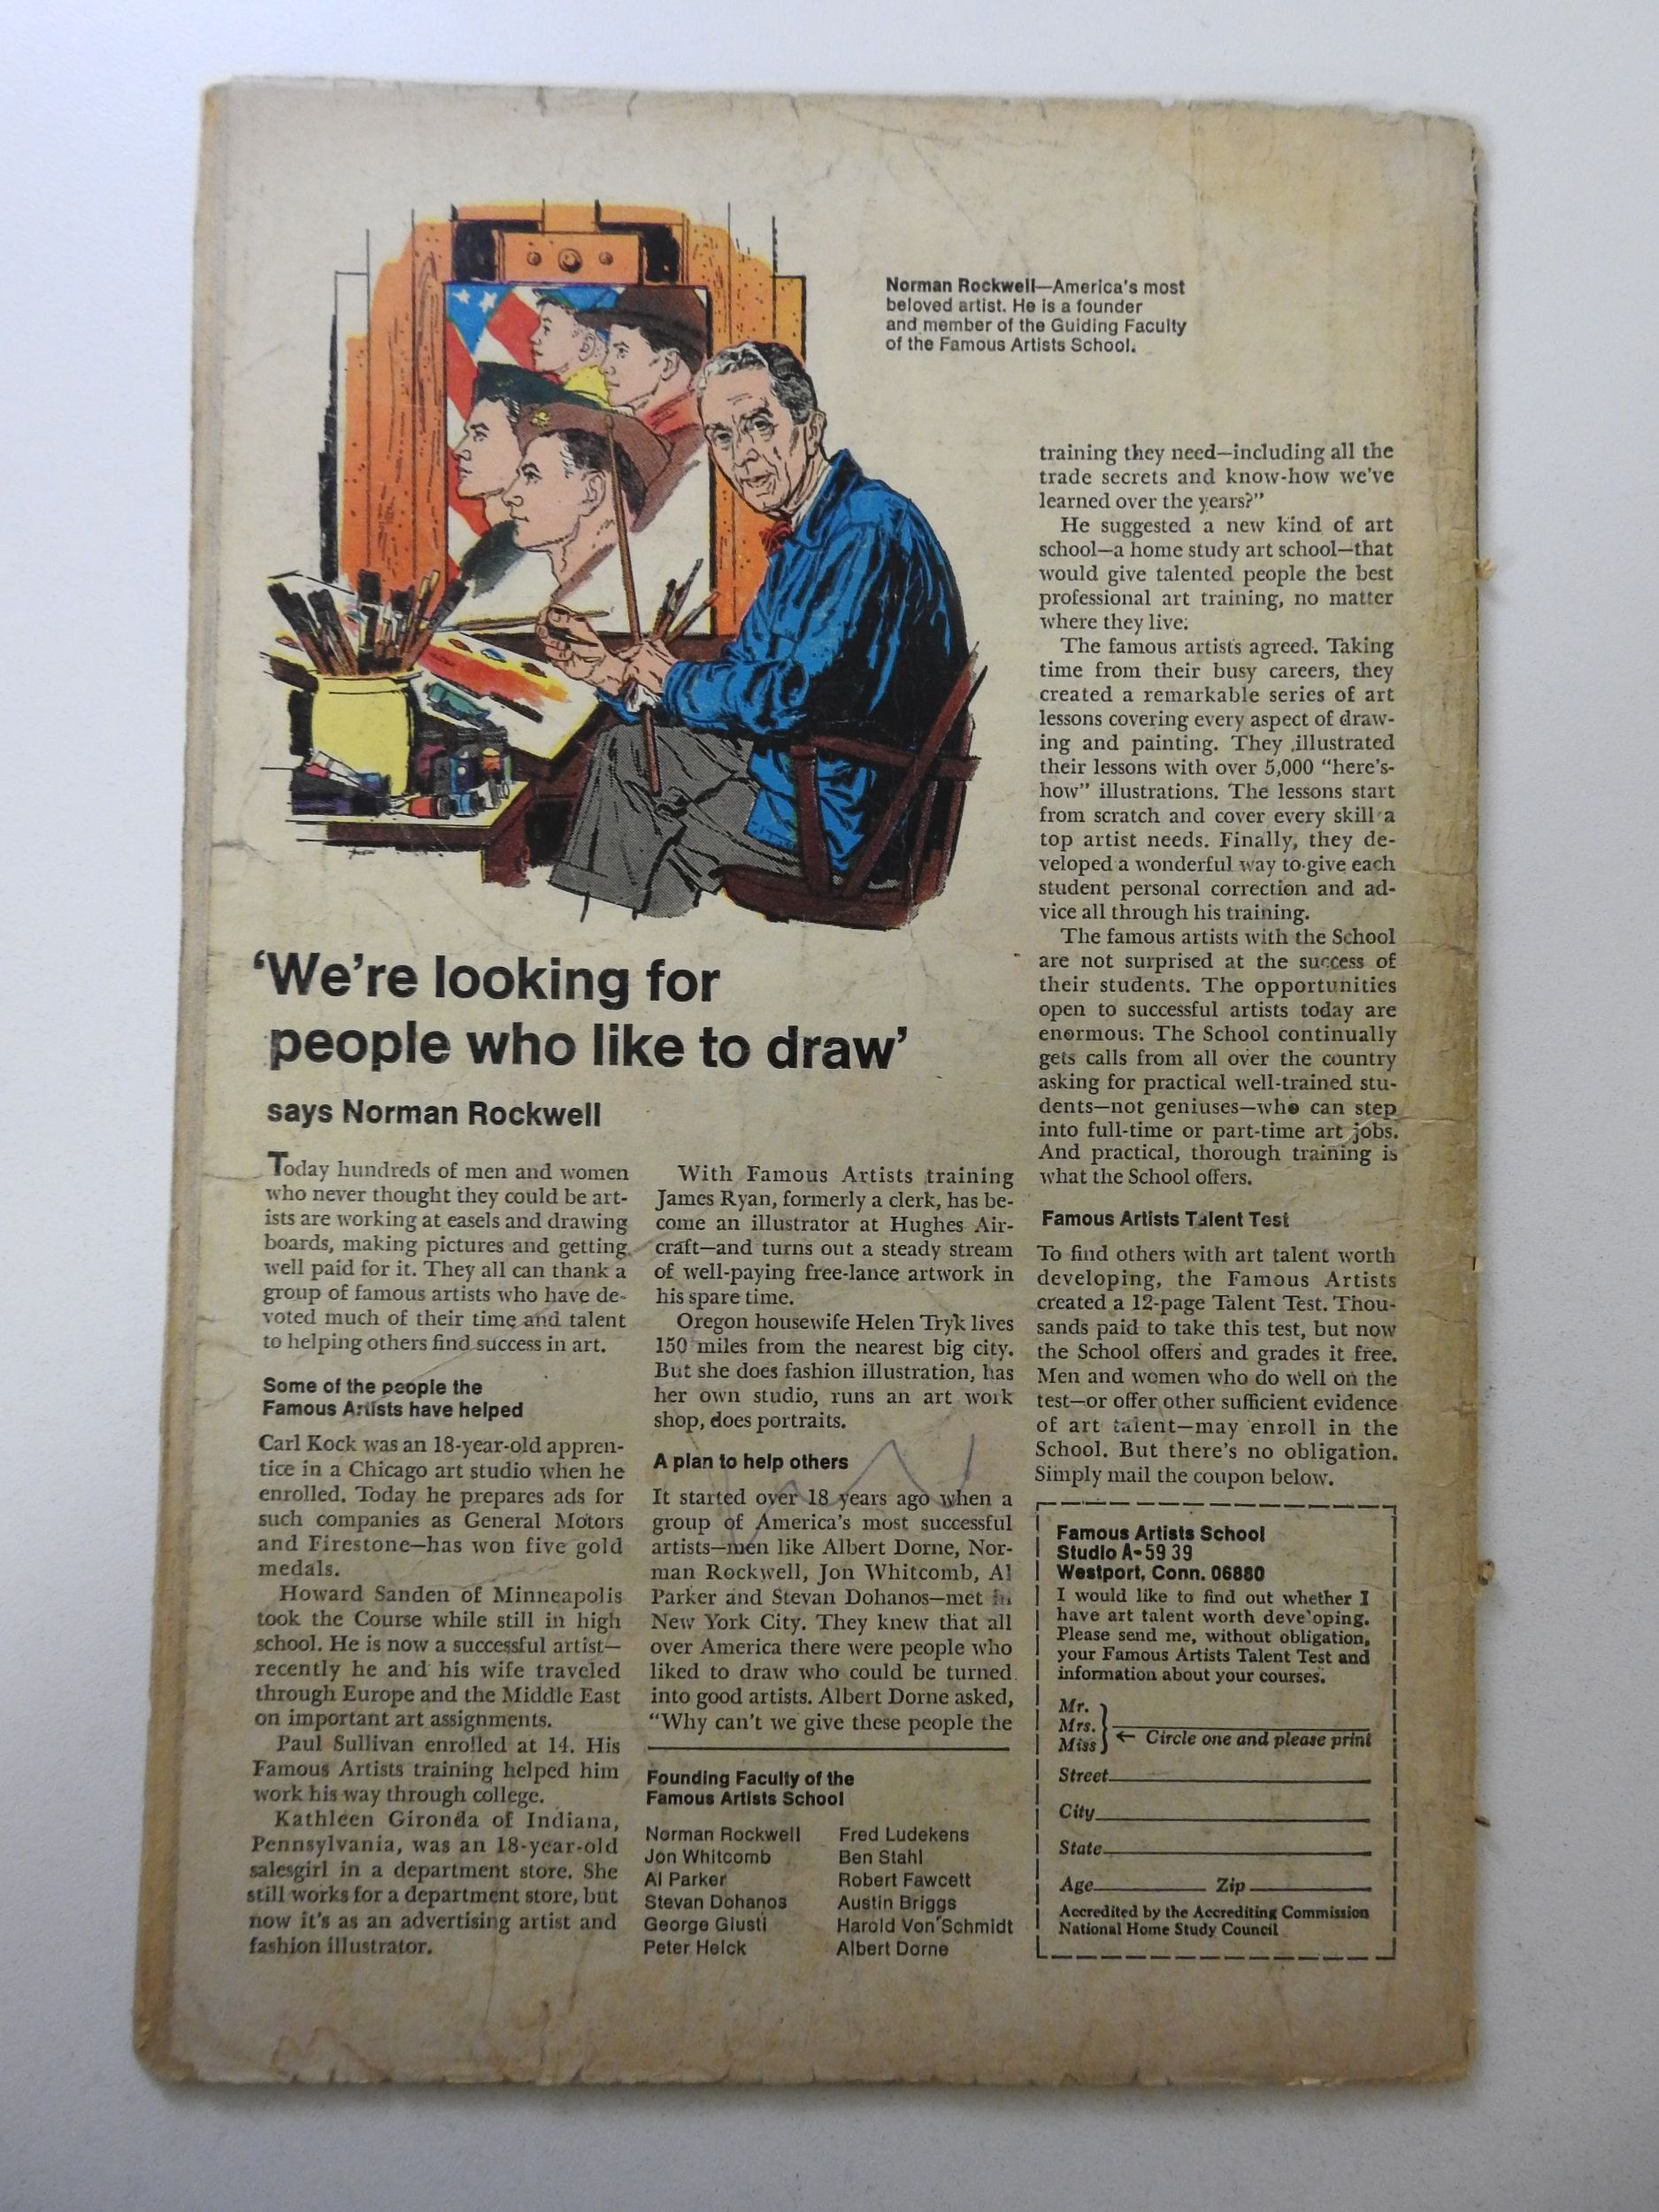 Norman Rockwell—America's most
beloved artist. He is a founder
and member of the Guiding Faculty
of the Famous Artists School.
'We're looking for
people who like to draw'
says Norman Rockwell
Today hundreds of men and women
who never thought they could be art-
ists are working at easels and drawing
boards, making pictures and getting
well paid for it. They all can thank a
group of famous artists who have de-
voted much of their time and talent
to helping others find success in art.
Some of the people the
Famous Artists have helped
Carl Kock was an 18-year-old appren-
tice in a Chicago art studio when he
enrolled. Today he prepares ads for
such companies as General Motors
and Firestone—has won five gold
medals.
Howard Sanden of Minneapolis
took the Course while still in high
school. He is now a successful artist—
recently he and his wife traveled
through Europe and the Middle East
on important art assignments.
Paul Sullivan enrolled at 14. His
Famous Artists training helped him
work his way through college.
Kathleen Gironda of Indiana,
Pennsylvania, was an 18-year-old
salesgirl in a department store. She
still works for a department store, but
now it's as an advertising artist and
fashion illustrator.
With Famous Artists training
James Ryan, formerly a clerk, has be-
come an illustrator at Hughes Air-
craft—and turns out a steady stream
of well-paying free-lance artwork in
his spare time.
Oregon housewife Helen Tryk lives
150 miles from the nearest big city.
But she does fashion illustration, has
her own studio, runs an art work
shop, does portraits.
A plan to help others
It started over 18 years ago when a
group of America's most successful
artists—men like Albert Dorne, Nor-
man Rockwell, Jon Whitcomb, Al
Parker and Stevan Dohanos—met in
New York City. They knew that all
over America there were people who
liked to draw who could be turned
into good artists. Albert Dorne asked,
"Why can't we give these people the
Founding Faculty of the
Famous Artists School
Norman Rockwell
Jon Whitcomb
Al Parker
Stevan Dohanos
George Giusti
Peter Helck
Fred Ludekens
Ben Stahl
Robert Fawcett
Austin Briggs
Harold Von Schmidt
Albert Dorne
training they need—including all the
trade secrets and know-how we've
learned over the years?"
He suggested a new kind of art
school—a home study art school—that
would give talented people the best
professional art training, no matter
where they live.
The famous artists agreed. Taking
time from their busy careers, they
created a remarkable series of art
lessons covering every aspect of draw-
ing and painting. They illustrated
their lessons with over 5,000 "here's-
how" illustrations. The lessons start
from scratch and cover every skill a
top artist needs. Finally, they de-
veloped a wonderful way to give each
student personal correction and ad-
vice all through his training.
The famous artists with the School
are not surprised at the success of
their students. The opportunities
open to successful artists today are
enormous. The School continually
gets calls from all over the country
asking for practical well-trained stu-
dents—not geniuses—who can step
into full-time or part-time art jobs.
And practical, thorough training is
what the School offers.
Famous Artists Talent Test
To find others with art talent worth
developing, the Famous Artists
created a 12-page Talent Test. Thou-
sands paid to take this test, but now
the School offers and grades it free.
Men and women who do well on the
test—or offer other sufficient evidence
of art talent—may enroll in the
School. But there's no obligation.
Simply mail the coupon below.
Famous Artists School
Studio A-59 39
Westport, Conn. 06880
I would like to find out whether I
have art talent worth developing.
Please send me, without obligation,
your Famous Artists Talent Test and
information about your courses.
Mr.
Mrs.
Miss
← Circle one and please print
Street
City
State
Age Zip
Accredited by the Accrediting Commission
National Home Study Council